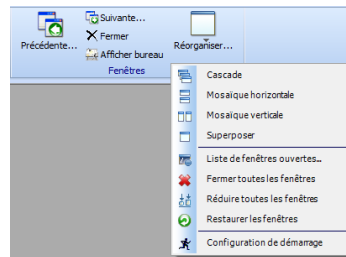 Précédente...
Suivante...
Fermer
Afficher bureau
Fenêtres
Réorganiser...
Cascade
Mosaïque horizontale
Mosaïque verticale
Superposer
Liste de fenêtres ouvertes...
Fermer toutes les fenêtres
Réduire toutes les fenêtres
Restaurer les fenêtres
Configuration de démarrage